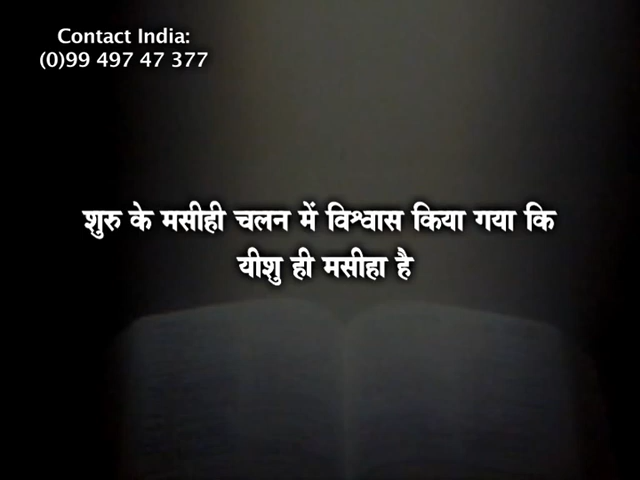 Contact India:
(0)99 497 47 377
शुरु के मसीही चलन में विश्वास किया गया कि
यीशु ही मसीहा है